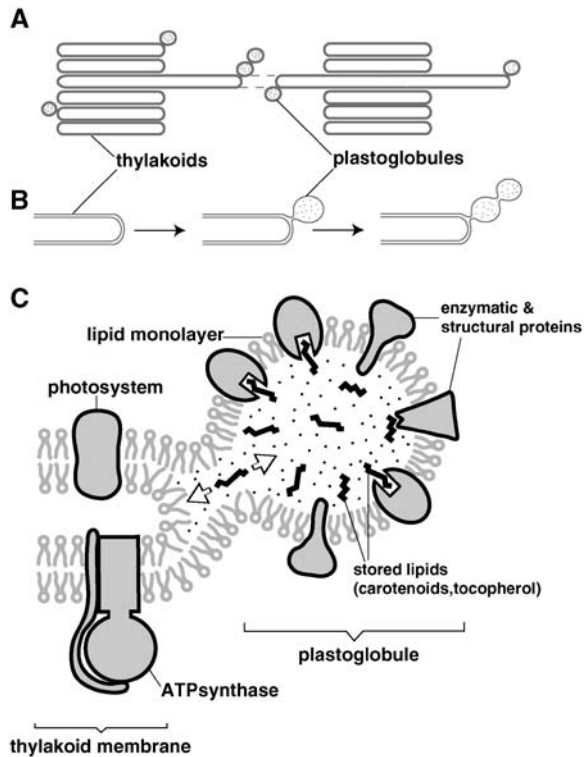 A
thylakoids
plastoglobules
B
C
lipid monolayer
enzymatic &
structural proteins
photosystem
stored lipids
(carotenoids,tocopherol)
plastoglobule
ATPsynthase
thylakoid membrane